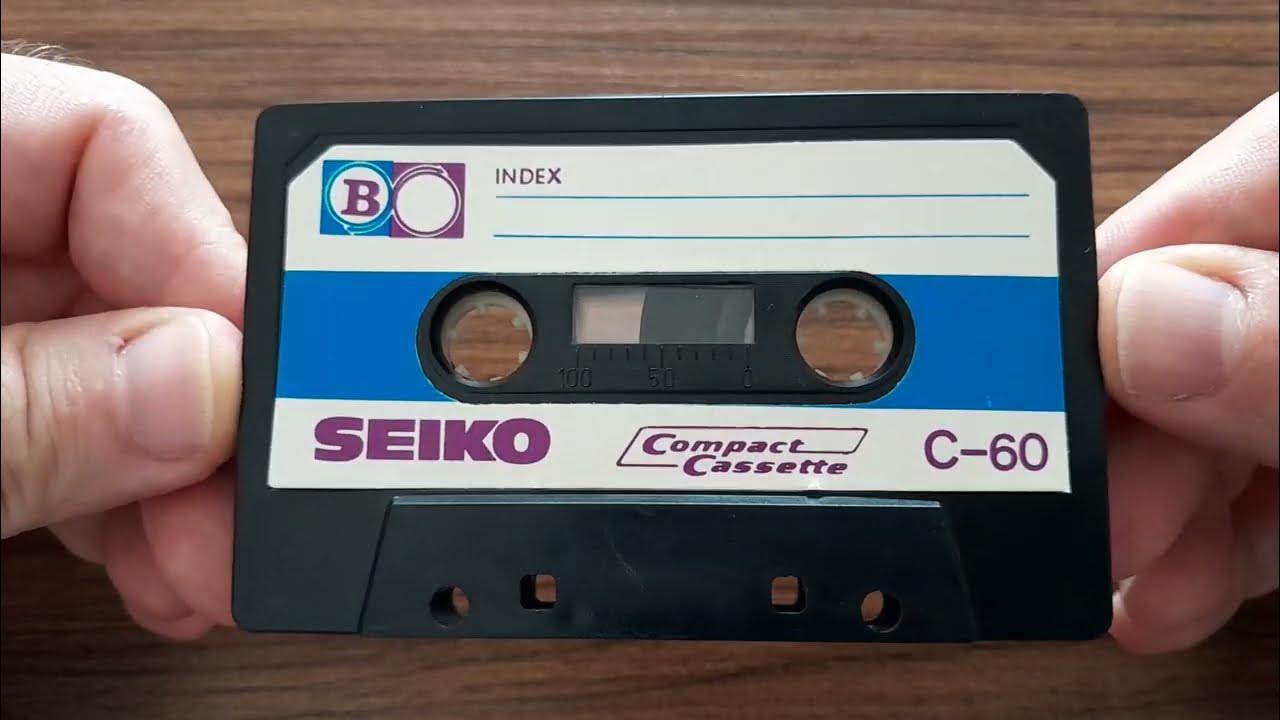 B
INDEX
100 50 0
SEIKO
Compact
Cassette
C-60